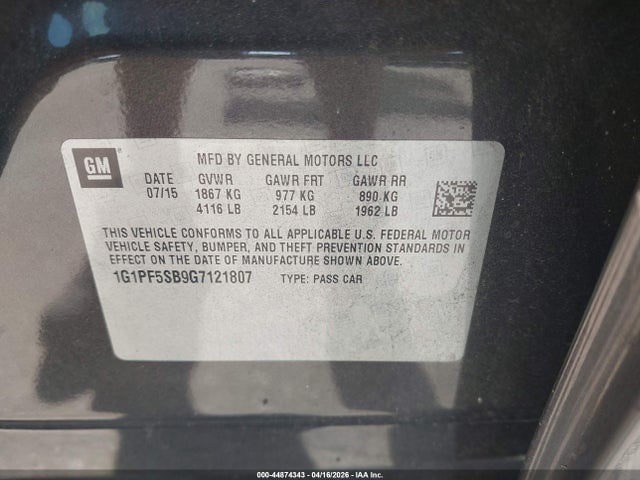 GM
MFD BY GENERAL MOTORS LLC
DATE GVWR GAWR FRT GAWR RR
07/15 1867 KG 977 KG 890 KG
4116 LB 2154 LB 1962 LB
THIS VEHICLE CONFORMS TO ALL APPLICABLE U.S. FEDERAL MOTOR
VEHICLE SAFETY, BUMPER, AND THEFT PREVENTION STANDARDS IN
EFFECT ON THE DATE OF MANUFACTURE SHOWN ABOVE.
1G1PF5SB9G7121807 TYPE: PASS CAR
000-44874343 - 04/16/2026 - IAA Inc.